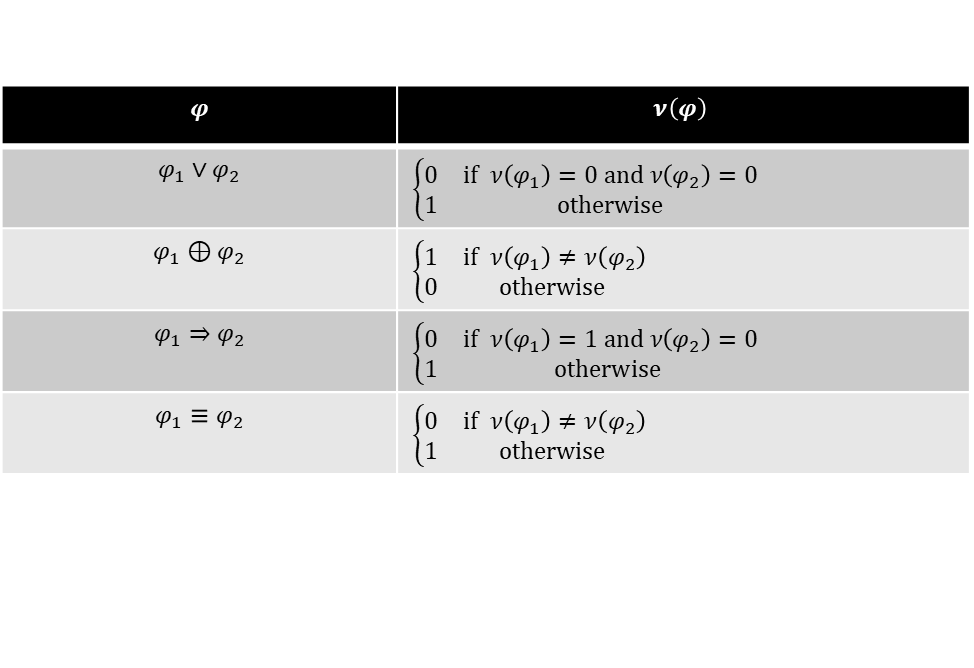 φ ν(φ)
φ₁ ∨ φ₂ {0 if ν(φ₁) = 0 and ν(φ₂) = 0
1 otherwise
φ₁ ⨁ φ₂ {1 if ν(φ₁) ≠ ν(φ₂)
0 otherwise
φ₁ ⇒ φ₂ {0 if ν(φ₁) = 1 and ν(φ₂) = 0
1 otherwise
φ₁ ≡ φ₂ {0 if ν(φ₁) ≠ ν(φ₂)
1 otherwise